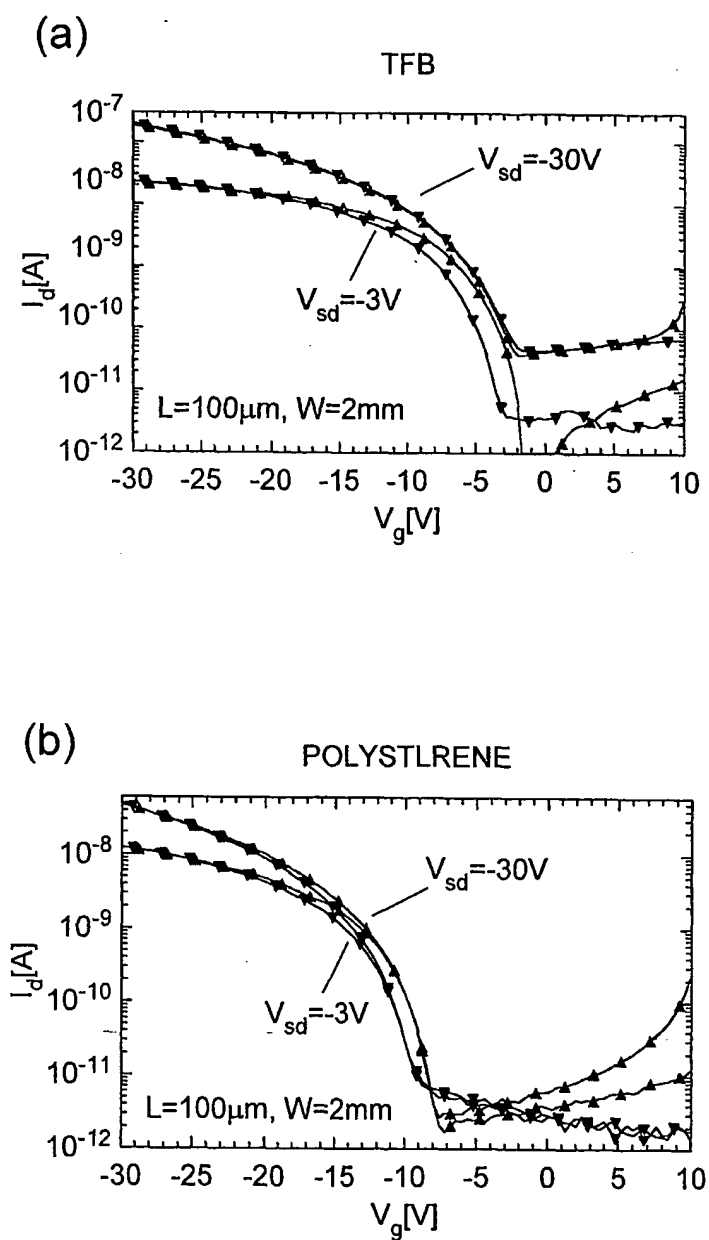 (a)
TFB
10⁻⁷
10⁻⁸
10⁻⁹
10⁻¹⁰
10⁻¹¹
10⁻¹²
I_d[A]
V_sd=-30V
V_sd=-3V
L=100μm, W=2mm
-30 -25 -20 -15 -10 -5 0 5 10
V_g[V]
(b)
POLYSTLRENE
10⁻⁸
10⁻⁹
10⁻¹⁰
10⁻¹¹
10⁻¹²
I_d[A]
V_sd=-30V
V_sd=-3V
L=100μm, W=2mm
-30 -25 -20 -15 -10 -5 0 5 10
V_g[V]